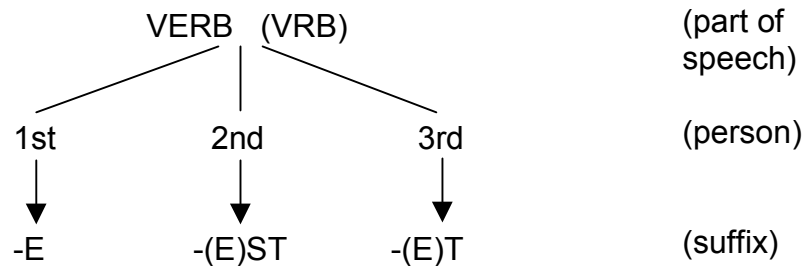 VERB (VRB) (part of
speech)
1st 2nd 3rd (person)
-E -(E)ST -(E)T (suffix)